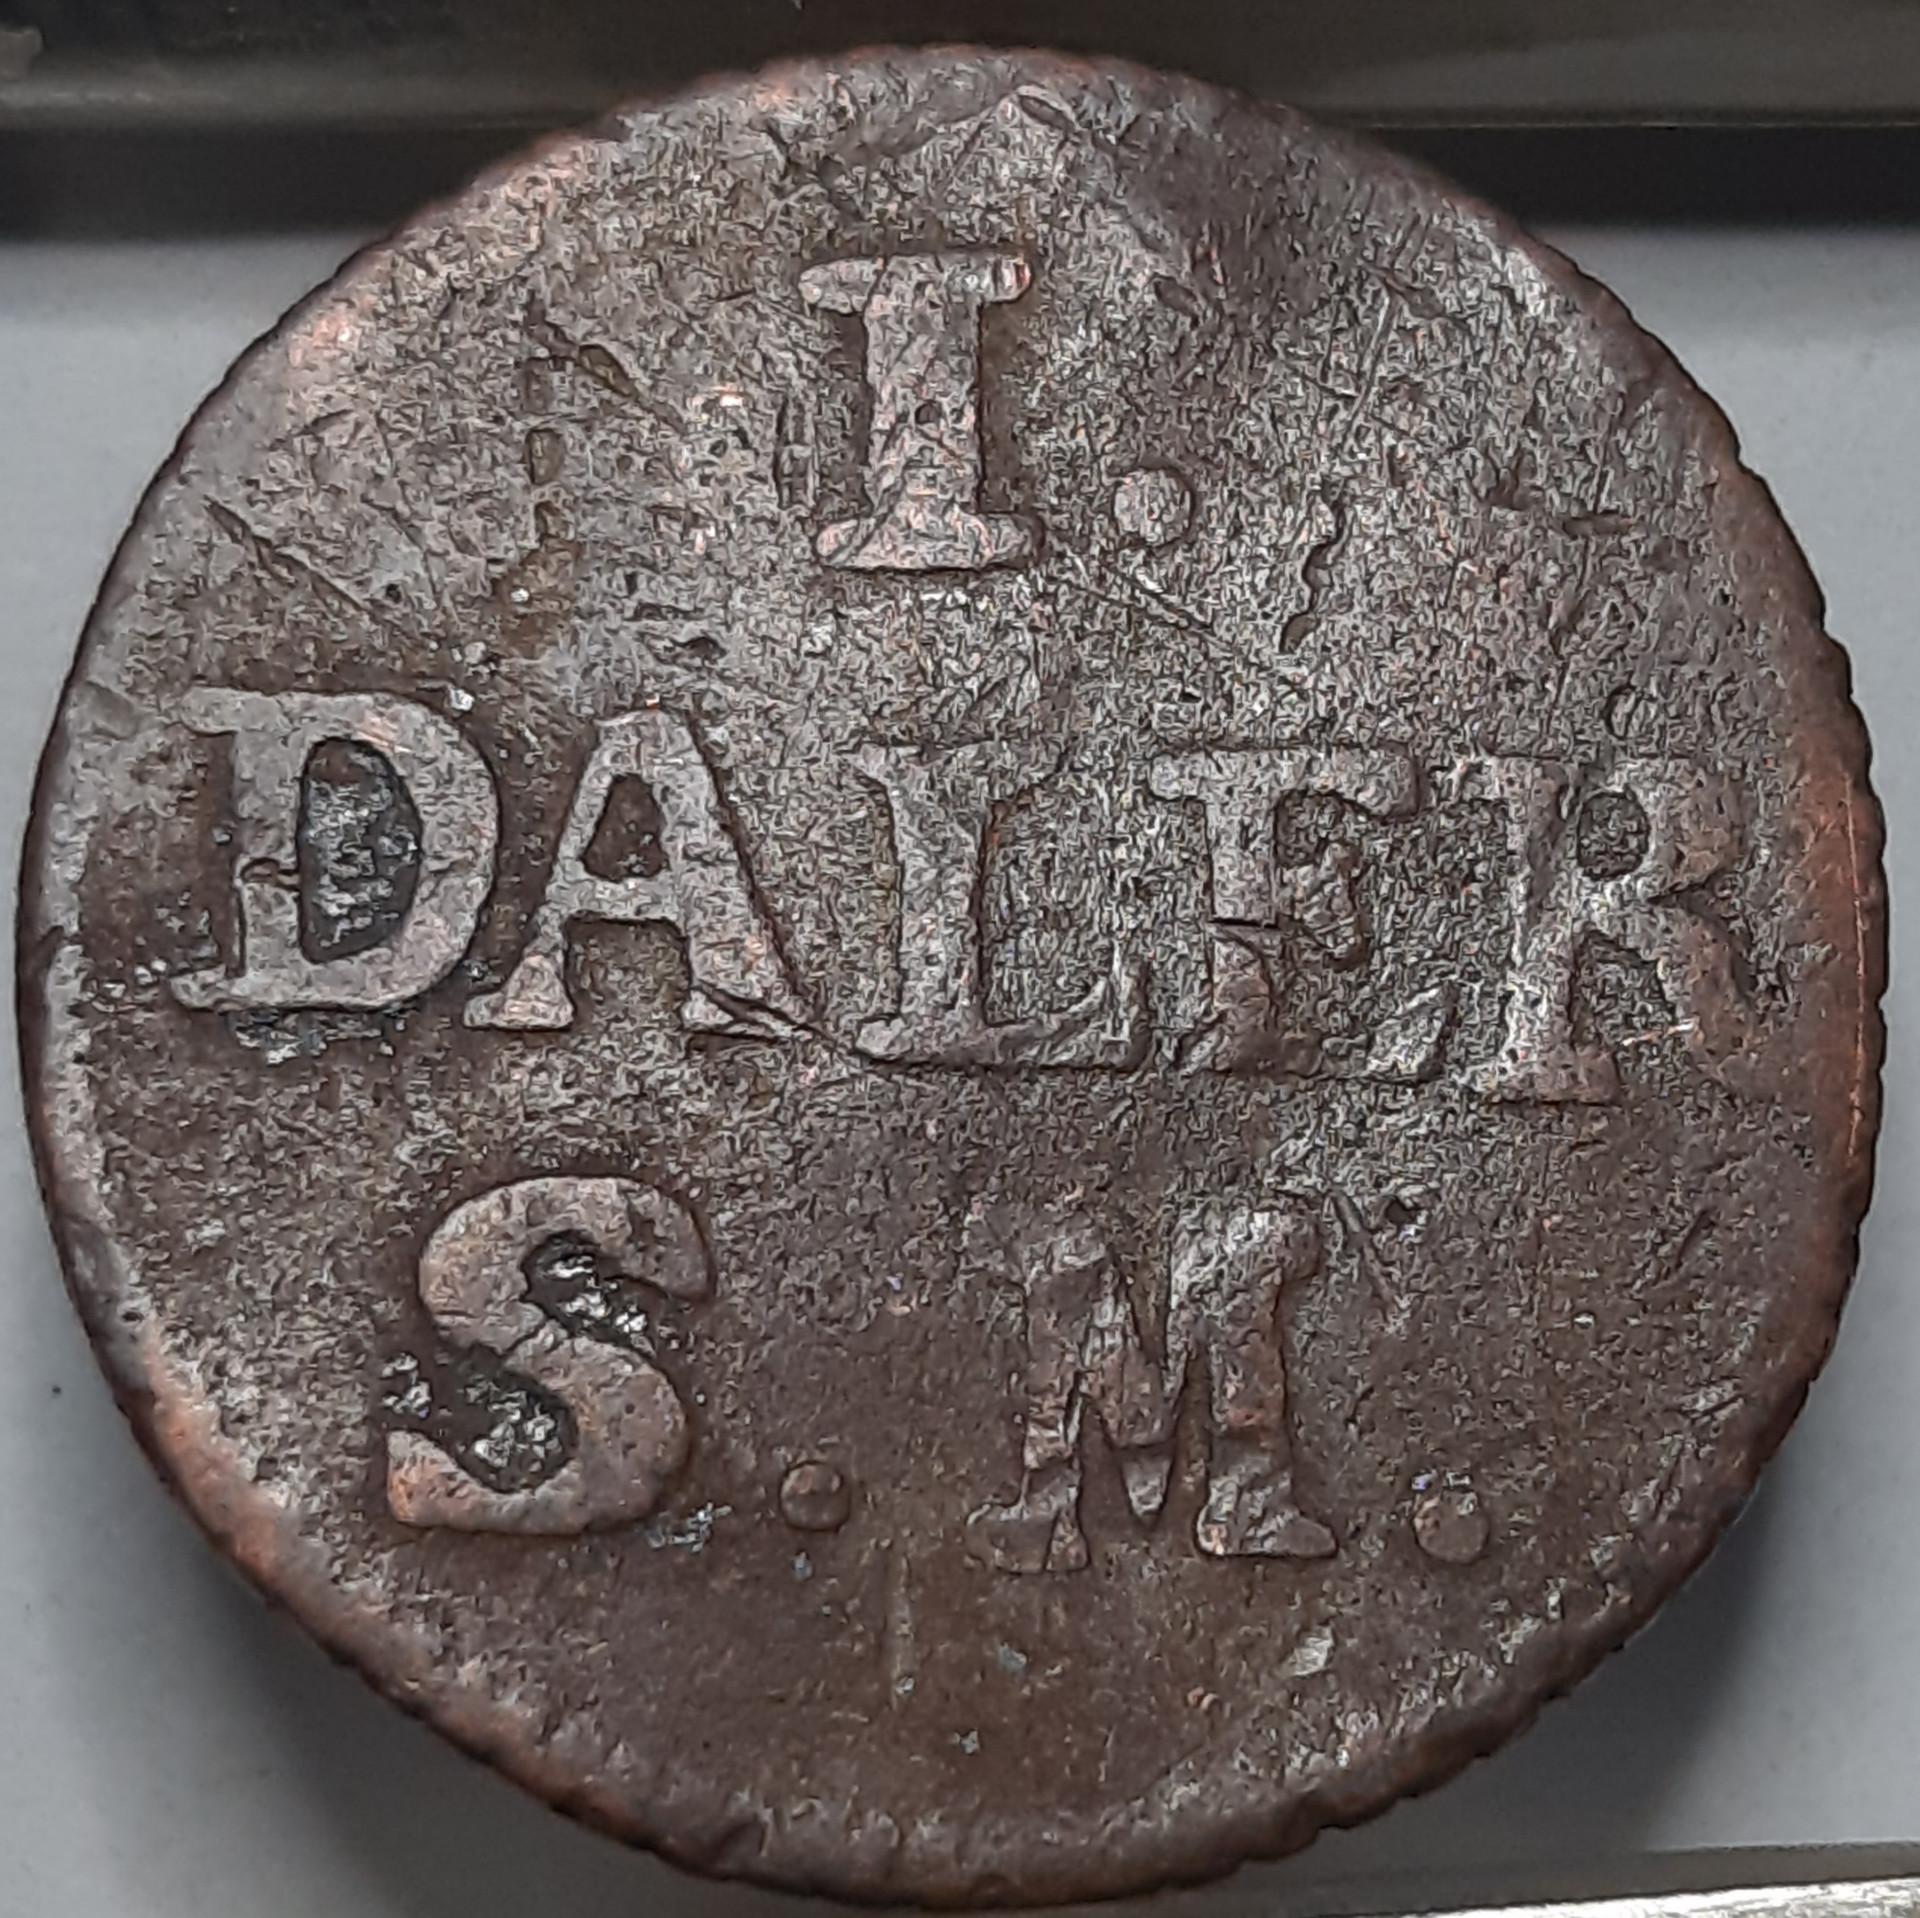 I.
DALER
S. M.